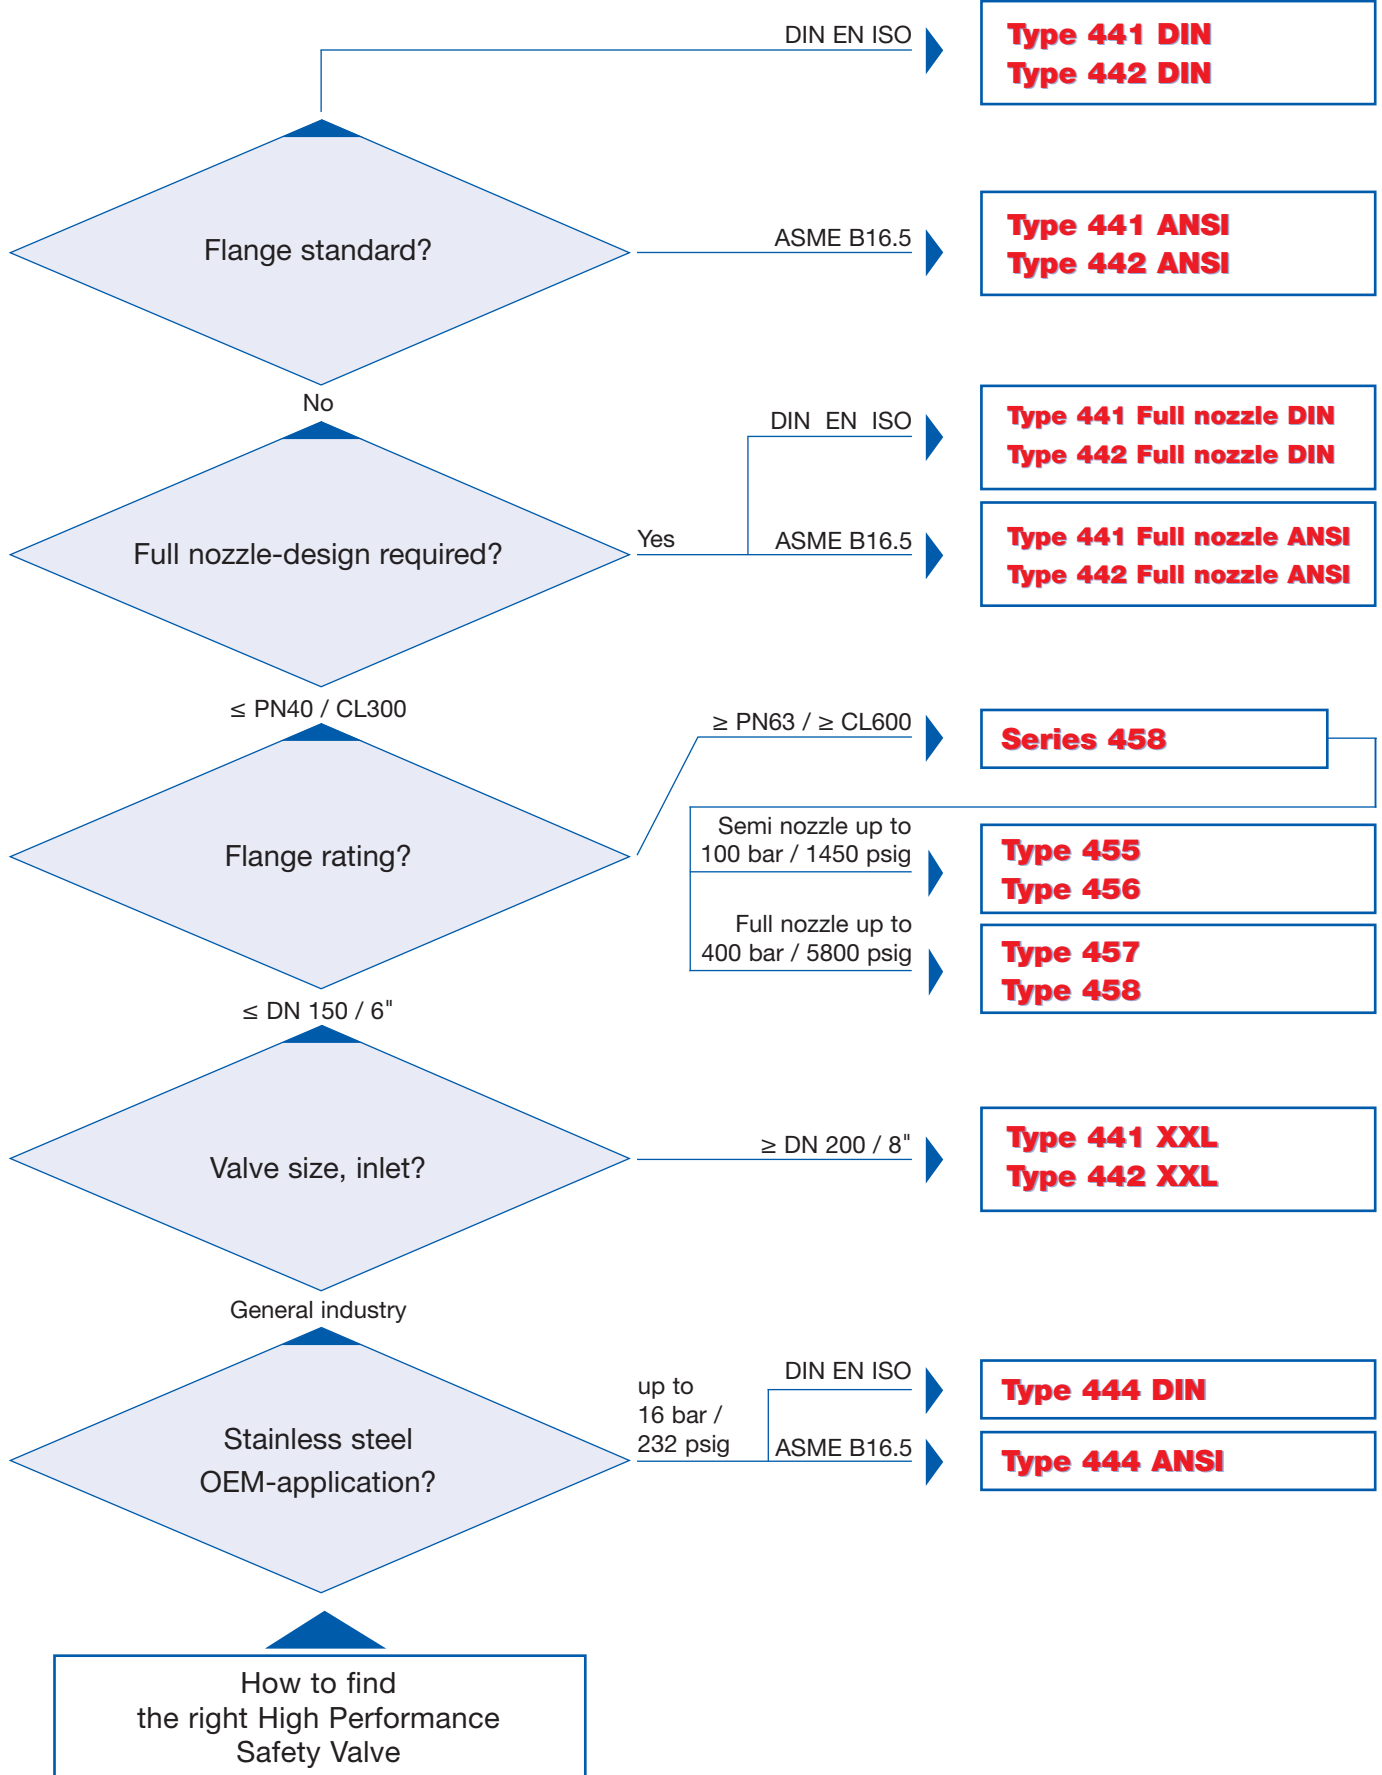 DIN EN ISO
Type 441 DIN
Type 442 DIN
Flange standard?
ASME B16.5
Type 441 ANSI
Type 442 ANSI
No
DIN EN ISO
Type 441 Full nozzle DIN
Type 442 Full nozzle DIN
Full nozzle-design required?
Yes
ASME B16.5
Type 441 Full nozzle ANSI
Type 442 Full nozzle ANSI
≤ PN40 / CL300
≥ PN63 / ≥ CL600
Series 458
Flange rating?
Semi nozzle up to
100 bar / 1450 psig
Type 455
Type 456
Full nozzle up to
400 bar / 5800 psig
Type 457
Type 458
≤ DN 150 / 6"
Valve size, inlet?
≥ DN 200 / 8"
Type 441 XXL
Type 442 XXL
General industry
Stainless steel
OEM-application?
up to
16 bar /
232 psig
DIN EN ISO
Type 444 DIN
ASME B16.5
Type 444 ANSI
How to find
the right High Performance
Safety Valve